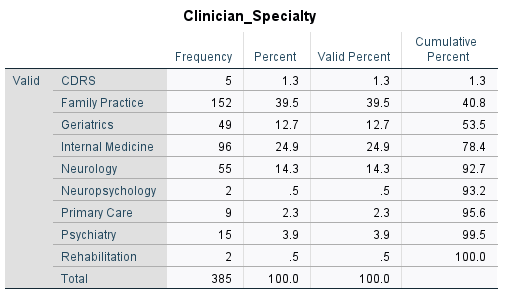 Clinician_Specialty
Frequency Percent Valid Percent Cumulative Percent
Valid CDRS 5 1.3 1.3 1.3
Family Practice 152 39.5 39.5 40.8
Geriatrics 49 12.7 12.7 53.5
Internal Medicine 96 24.9 24.9 78.4
Neurology 55 14.3 14.3 92.7
Neuropsychology 2 .5 .5 93.2
Primary Care 9 2.3 2.3 95.6
Psychiatry 15 3.9 3.9 99.5
Rehabilitation 2 .5 .5 100.0
Total 385 100.0 100.0